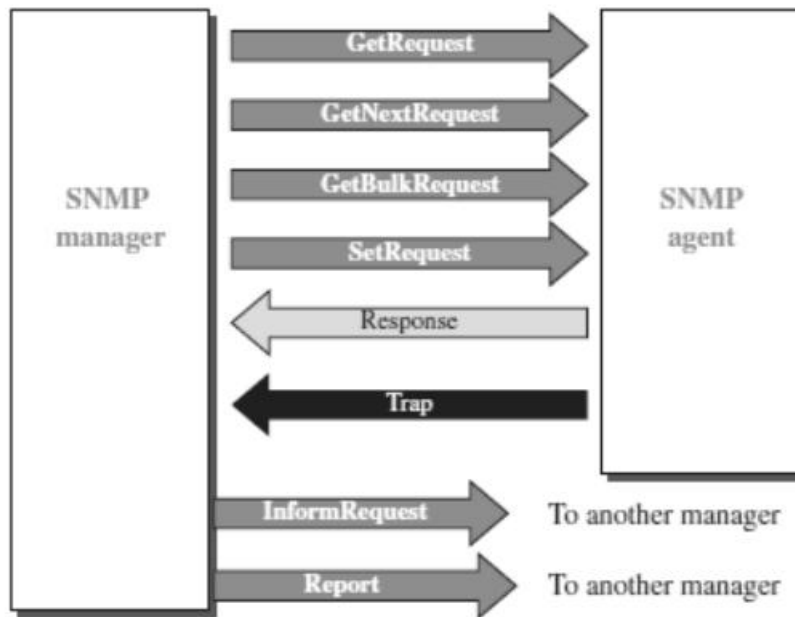 GetRequest
GetNextRequest
GetBulkRequest
SNMP
manager
SNMP
agent
SetRequest
Response
Trap
InformRequest
To another manager
Report
To another manager